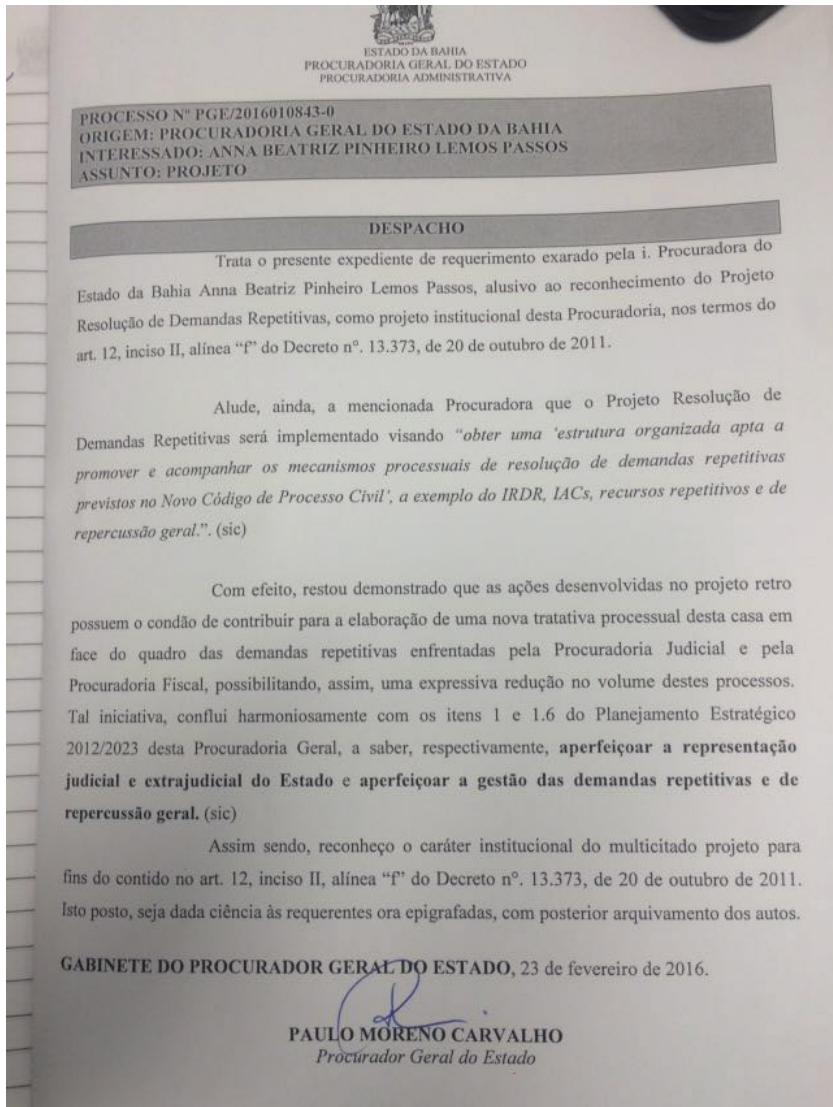 ESTADO DA BAHIA
PROCURADORIA GERAL DO ESTADO
PROCURADORIA ADMINISTRATIVA
PROCESSO Nº PGE/2016010843-0
ORIGEM: PROCURADORIA GERAL DO ESTADO DA BAHIA
INTERESSADO: ANNA BEATRIZ PINHEIRO LEMOS PASSOS
ASSUNTO: PROJETO
DESPACHO
Trata o presente expediente de requerimento exarado pela i. Procuradora do
Estado da Bahia Anna Beatriz Pinheiro Lemos Passos, alusivo ao reconhecimento do Projeto
Resolução de Demandas Repetitivas, como projeto institucional desta Procuradoria, nos termos do
art. 12, inciso II, alínea “f” do Decreto nº. 13.373, de 20 de outubro de 2011.
Alude, ainda, a mencionada Procuradora que o Projeto Resolução de
Demandas Repetitivas será implementado visando “obter uma ‘estrutura organizada apta a
promover e acompanhar os mecanismos processuais de resolução de demandas repetitivas
previstos no Novo Código de Processo Civil’, a exemplo do IRDR, IACs, recursos repetitivos e de
repercussão geral.”. (sic)
Com efeito, restou demonstrado que as ações desenvolvidas no projeto retro
possuem o condão de contribuir para a elaboração de uma nova tratativa processual desta casa em
face do quadro das demandas repetitivas enfrentadas pela Procuradoria Judicial e pela
Procuradoria Fiscal, possibilitando, assim, uma expressiva redução no volume destes processos.
Tal iniciativa, conflui harmoniosamente com os itens 1 e 1.6 do Planejamento Estratégico
2012/2023 desta Procuradoria Geral, a saber, respectivamente, aperfeiçoar a representação
judicial e extrajudicial do Estado e aperfeiçoar a gestão das demandas repetitivas e de
repercussão geral. (sic)
Assim sendo, reconheço o caráter institucional do multicitado projeto para
fins do contido no art. 12, inciso II, alínea “f” do Decreto nº. 13.373, de 20 de outubro de 2011.
Isto posto, seja dada ciência às requerentes ora epigrafadas, com posterior arquivamento dos autos.
GABINETE DO PROCURADOR GERAL DO ESTADO, 23 de fevereiro de 2016.
PAULO MORENO CARVALHO
Procurador Geral do Estado